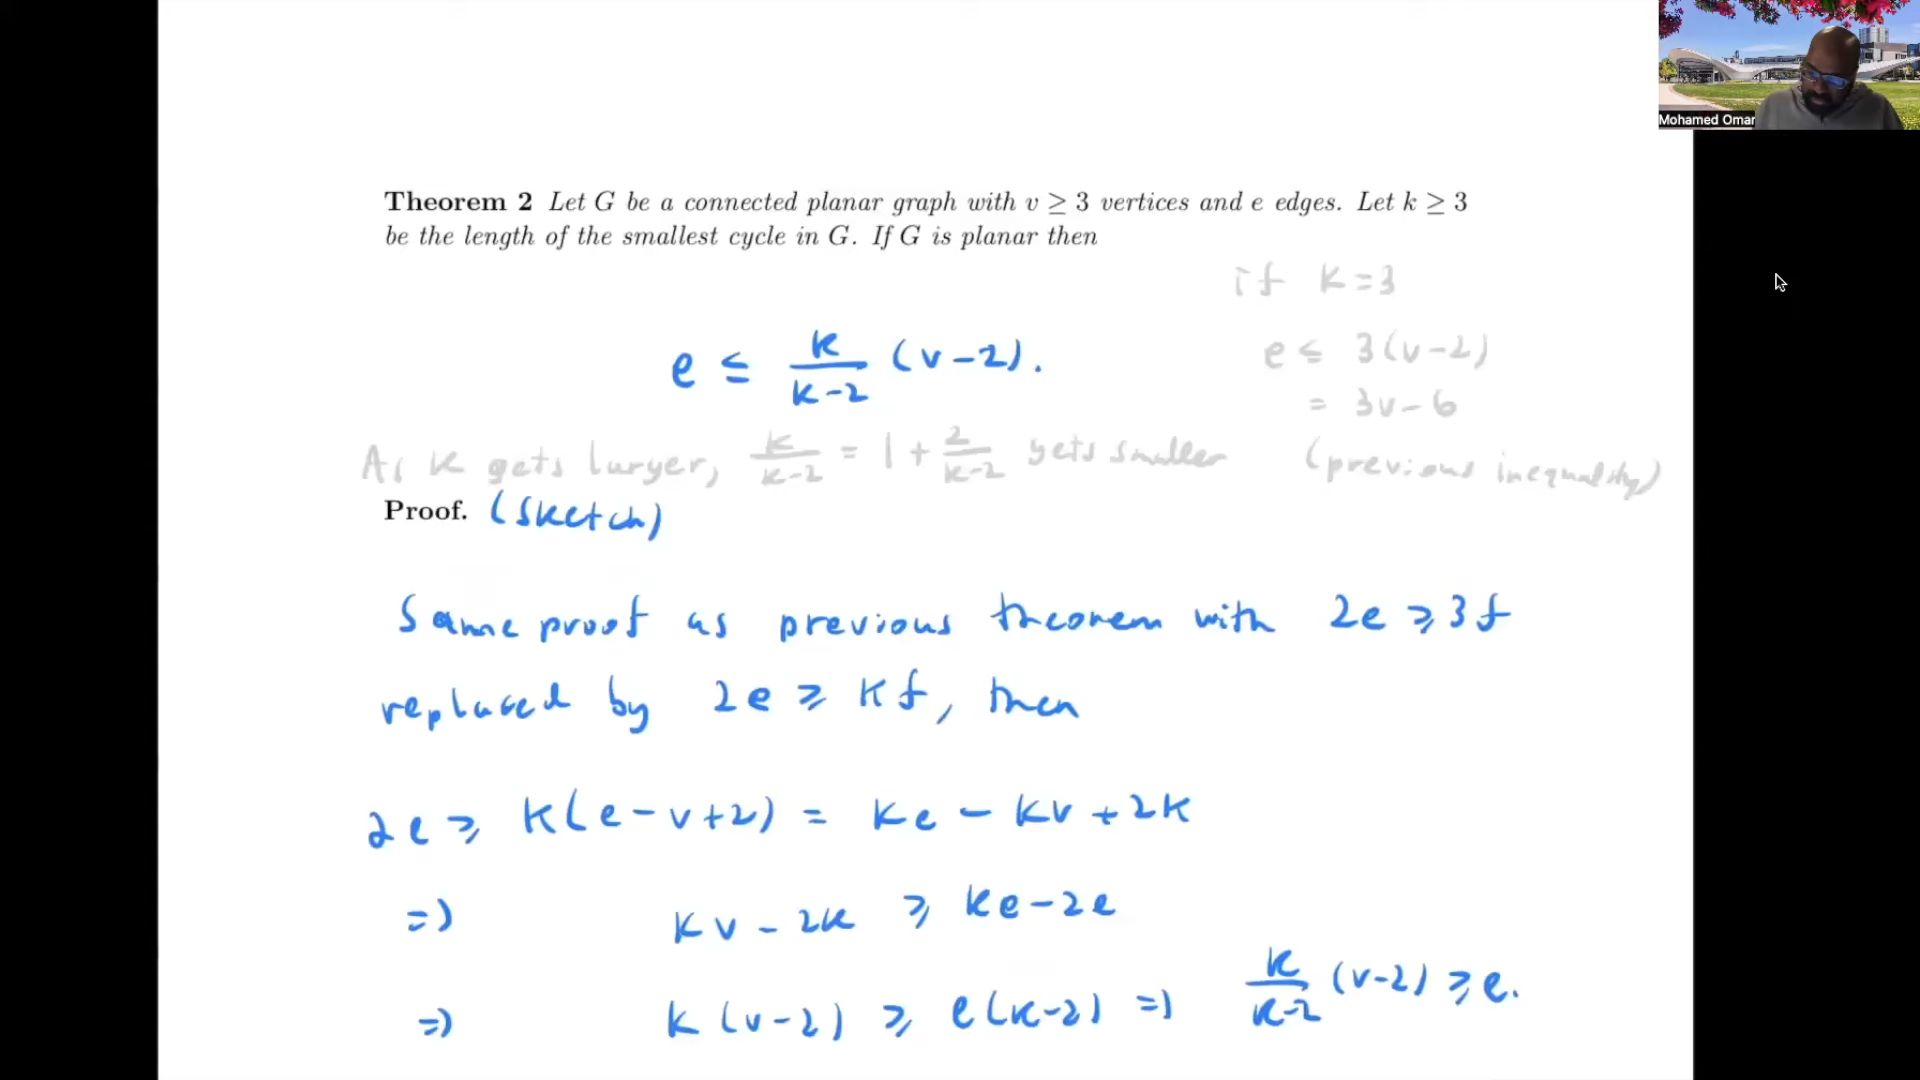 Mohamed Omar
Theorem 2 Let G be a connected planar graph with v ≥ 3 vertices and e edges. Let k ≥ 3
be the length of the smallest cycle in G. If G is planar then
if k=3
e ≤ k/(k-2) (v-2).
e ≤ 3(v-2)
= 3v-6
(previous inequality)
As k gets larger, k/(k-2) = 1 + 2/(k-2) gets smaller
Proof. (sketch)
Same proof as previous theorem with 2e ≥ 3f
replaced by 2e ≥ kf, then
2e ≥ k(e-v+2) = ke - kv + 2k
=> kv - 2k ≥ ke - 2e
=> k(v-2) ≥ e(k-2) => k/(k-2) (v-2) ≥ e.